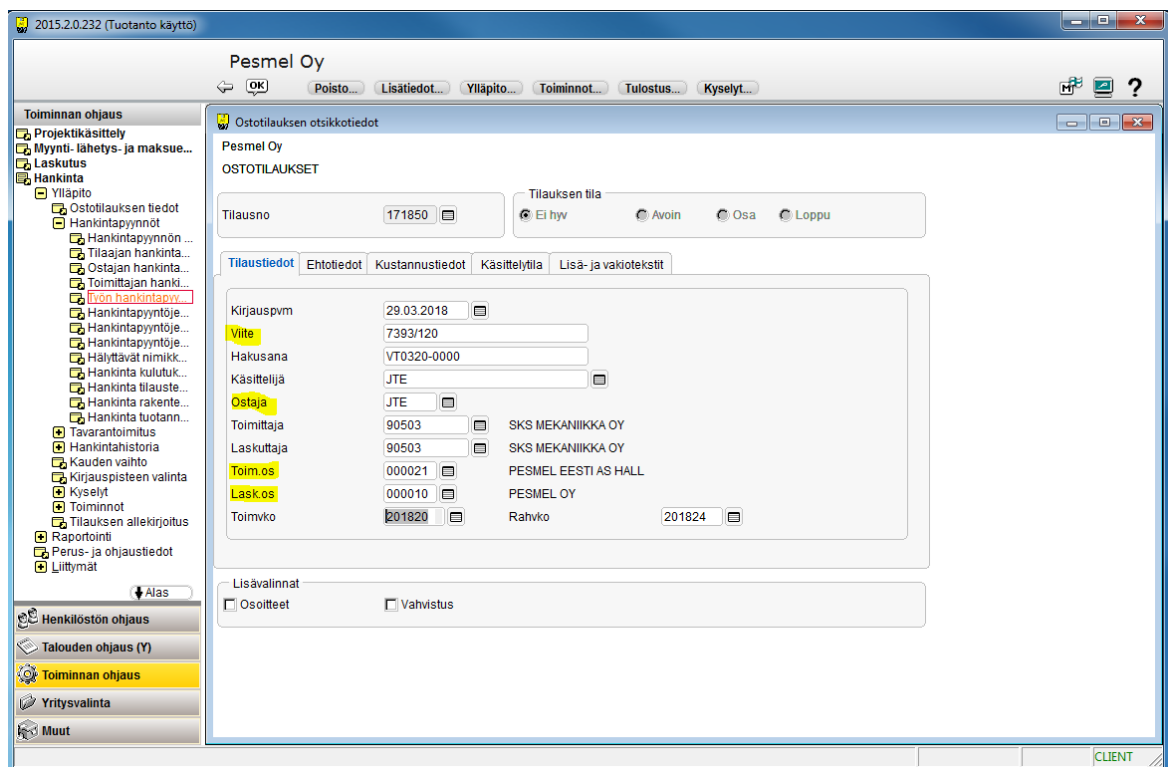 2015.2.0.232 (Tuotanto käyttö)
Pesmel Oy
OK Poisto... Lisätiedot... Ylläpito... Toiminnot... Tulostus... Kyselyt... ?
Toiminnan ohjaus
Projektikäsittely
Myynti- lähetys- ja maksue...
Laskutus
Hankinta
Ylläpito
Ostotilauksen tiedot
Hankintapyynnöt
Hankintapyynnön ...
Tilaajan hankinta...
Ostajan hankinta...
Toimittajan hanki...
Työn hankintapyy...
Hankintapyyntöje...
Hankintapyyntöje...
Hankintapyyntöje...
Hälyttävät nimikk...
Hankinta kulutuk...
Hankinta tilauste...
Hankinta rakente...
Hankinta tuotann...
Tavarantoimitus
Hankintahistoria
Kauden vaihto
Kirjauspisteen valinta
Kyselyt
Toiminnot
Tilauksen allekirjoitus
Raportointi
Perus- ja ohjaustiedot
Liittymät
Alas
Henkilöstön ohjaus
Talouden ohjaus (Y)
Toiminnan ohjaus
Yritysvalinta
Muut
Ostotilauksen otsikkotiedot
Pesmel Oy
OSTOTILAUKSET
Tilausno 171850
Tilauksen tila
Ei hyv Avoin Osa Loppu
Tilaustiedot Ehtotiedot Kustannustiedot Käsittelytila Lisä- ja vakiotekstit
Kirjauspvm 29.03.2018
Viite 7393/120
Hakusana VT0320-0000
Käsittelijä JTE
Ostaja JTE
Toimittaja 90503 SKS MEKANIIKKA OY
Laskuttaja 90503 SKS MEKANIIKKA OY
Toim.os 000021 PESMEL EESTI AS HALL
Lask.os 000010 PESMEL OY
Toimvko 201820 Rahvko 201824
Lisävalinnat
Osoitteet Vahvistus
CLIENT